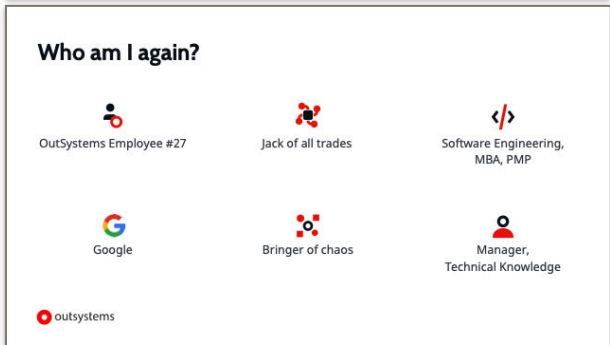 Who am I again?
OutSystems Employee #27
Jack of all trades
Software Engineering,
MBA, PMP
Google
Bringer of chaos
Manager,
Technical Knowledge
outsystems